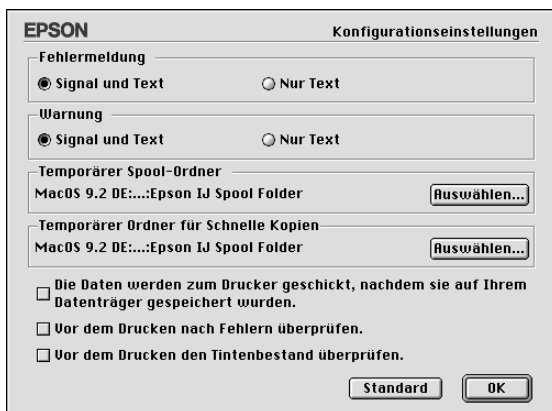 EPSON Konfigurationseinstellungen
Fehlermeldung
Signal und Text Nur Text
Warnung
Signal und Text Nur Text
Temporärer Spool-Ordner
MacOS 9.2 DE:...:Epson IJ Spool Folder Auswählen...
Temporärer Ordner für Schnelle Kopien
MacOS 9.2 DE:...:Epson IJ Spool Folder Auswählen...
Die Daten werden zum Drucker geschickt, nachdem sie auf Ihrem
Datenträger gespeichert wurden.
Vor dem Drucken nach Fehlern überprüfen.
Vor dem Drucken den Tintenbestand überprüfen.
Standard OK